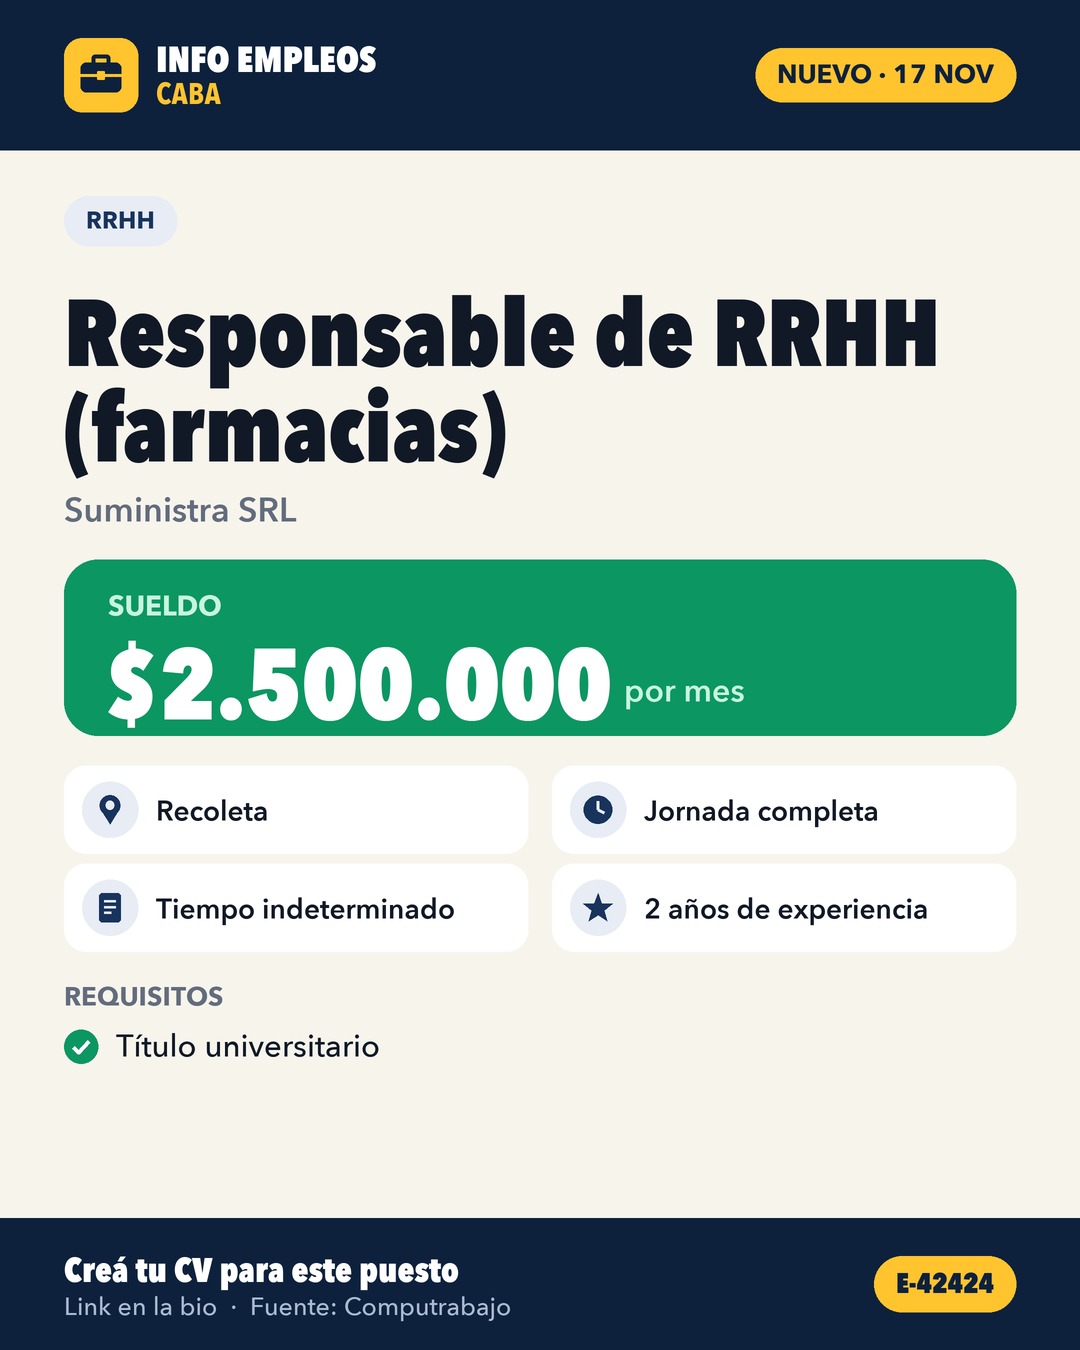 INFO EMPLEOS
CABA
NUEVO · 17 NOV
RRHH
Responsable de RRHH
(farmacias)
Suministra SRL
SUELDO
$2.500.000 por mes
Recoleta
Jornada completa
Tiempo indeterminado
2 años de experiencia
REQUISITOS
Título universitario
Creá tu CV para este puesto
Link en la bio · Fuente: Computrabajo
E-42424